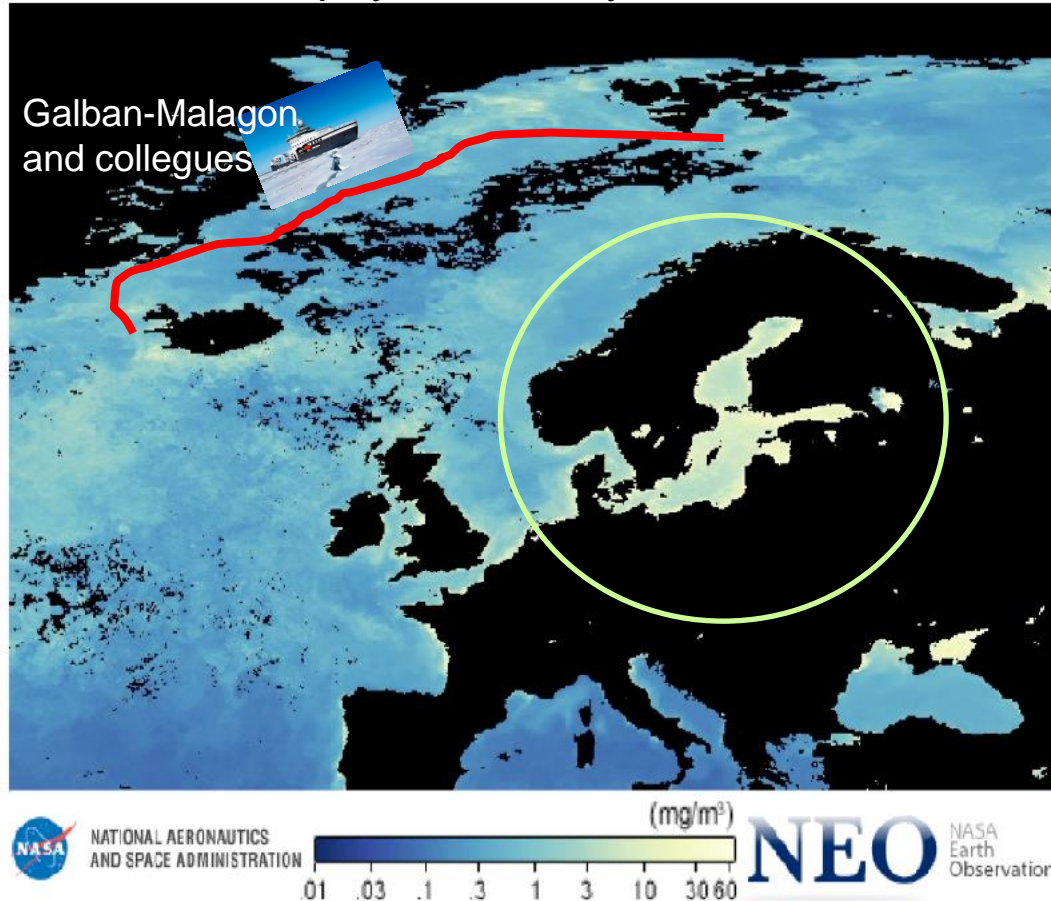 Galban-Malagon
and collegues
(mg/m³)
NASA
NATIONAL AERONAUTICS
AND SPACE ADMINISTRATION
.01 .03 .1 .3 1 3 10 30 60
NEO
NASA
Earth
Observation